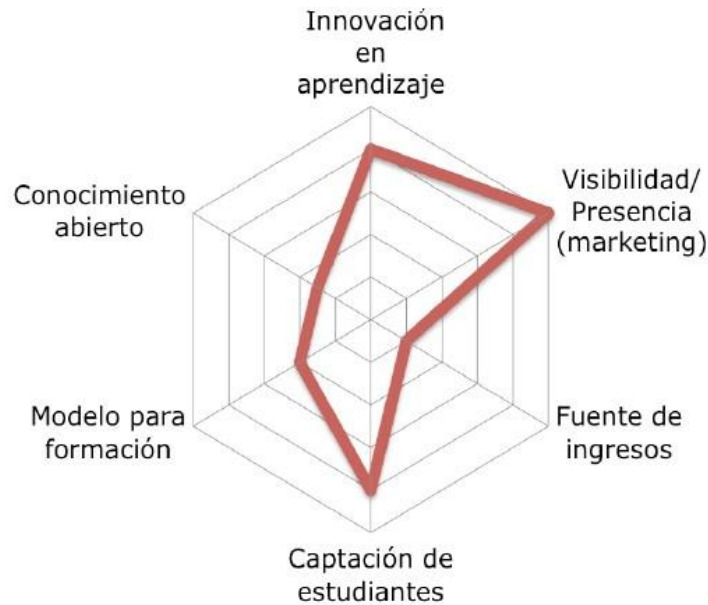 Innovación
en
aprendizaje
Visibilidad/
Presencia
(marketing)
Conocimiento
abierto
Modelo para
formación
Fuente de
ingresos
Captación de
estudiantes